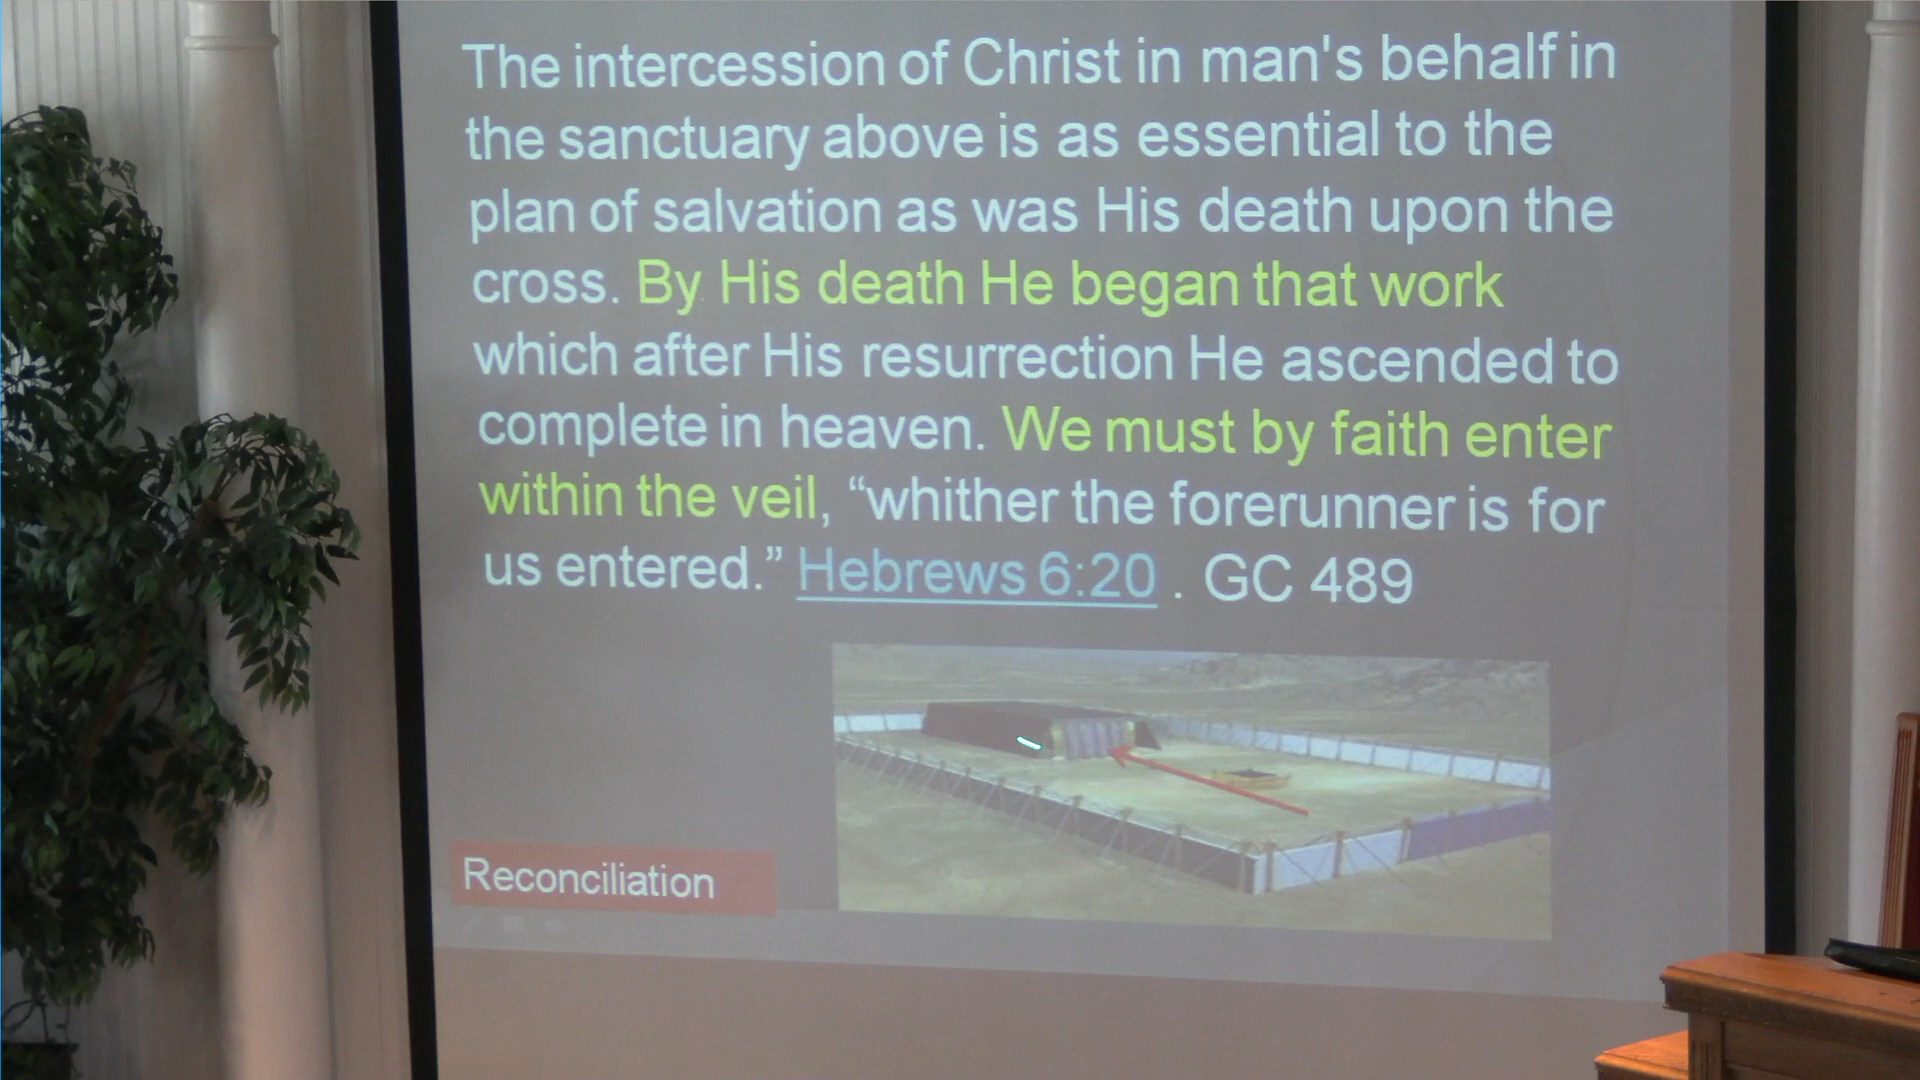 The intercession of Christ in man's behalf in
the sanctuary above is as essential to the
plan of salvation as was His death upon the
cross. By His death He began that work
which after His resurrection He ascended to
complete in heaven. We must by faith enter
within the veil, “whither the forerunner is for
us entered.” Hebrews 6:20 . GC 489
Reconciliation